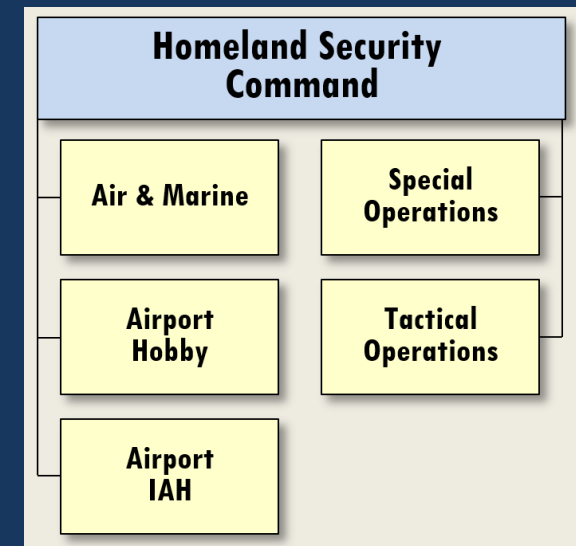 Homeland Security
Command
Air & Marine
Special
Operations
Airport
Hobby
Tactical
Operations
Airport
IAH